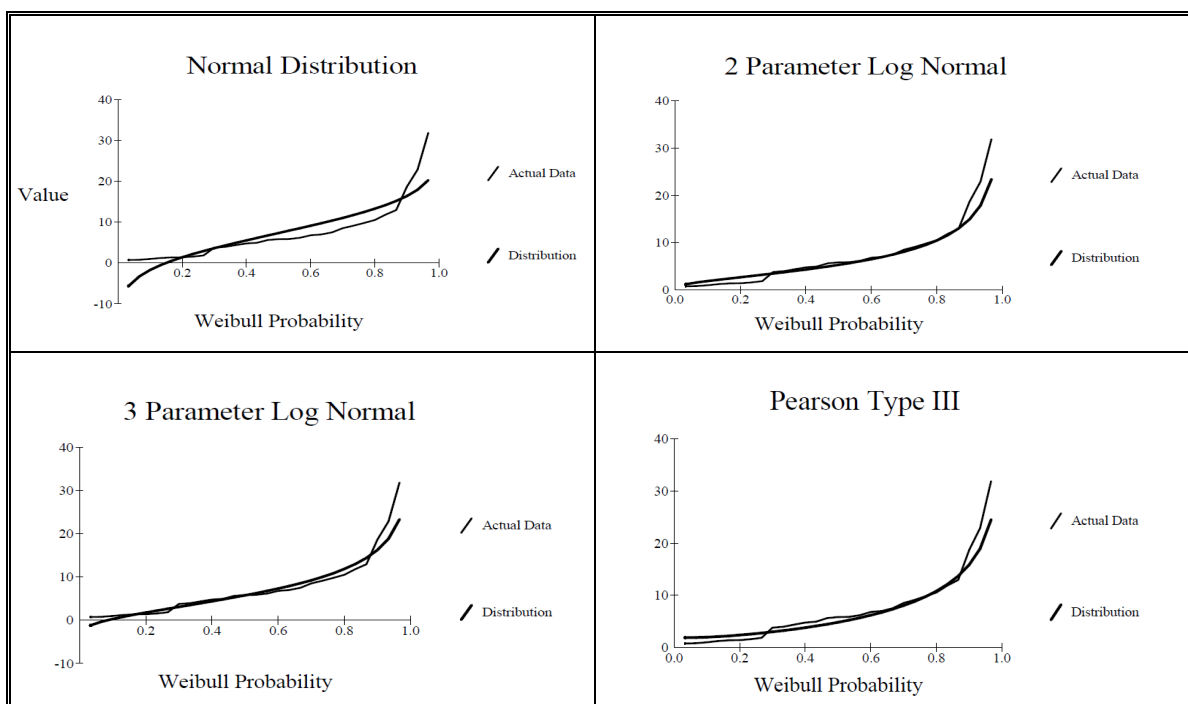 Normal Distribution
40
30
20
10
0
-10
0.2 0.4 0.6 0.8 1.0
Value
Weibull Probability
Actual Data
Distribution
2 Parameter Log Normal
40
30
20
10
0
0.0 0.2 0.4 0.6 0.8 1.0
Weibull Probability
Actual Data
Distribution
3 Parameter Log Normal
40
30
20
10
0
-10
0.2 0.4 0.6 0.8 1.0
Weibull Probability
Actual Data
Distribution
Pearson Type III
40
30
20
10
0
0.0 0.2 0.4 0.6 0.8 1.0
Weibull Probability
Actual Data
Distribution